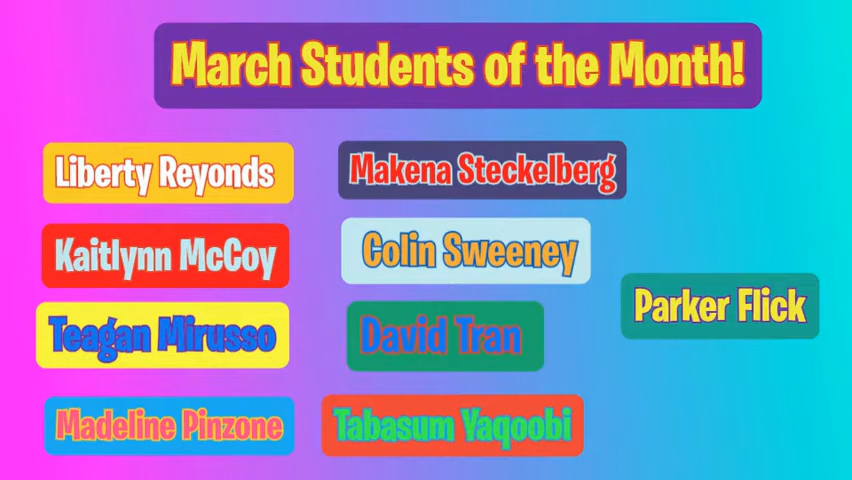 March Students of the Month!
Liberty Reyonds
Makena Steckelberg
Kaitlynn McCoy
Colin Sweeney
Parker Flick
Teagan Mirusso
David Tran
Madeline Pinzone
Tabasum Yaqoobi